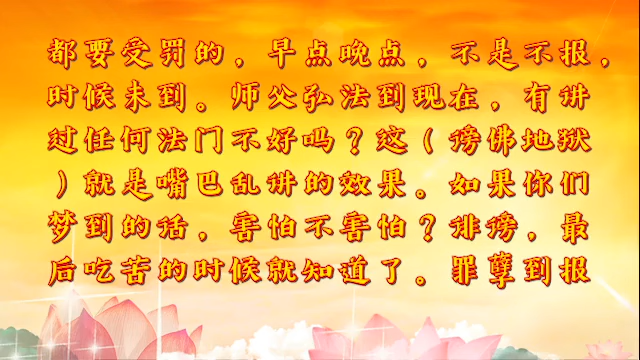 都要受罚的，早点晚点，不是不报，
时候未到。师父弘法到现在，有讲
过任何法门不好吗？这（谤佛地狱
）就是嘴巴乱讲的效果。如果你们
梦到的话，害怕不害怕？诽谤，最
后吃苦的时候就知道了。罪孽到报